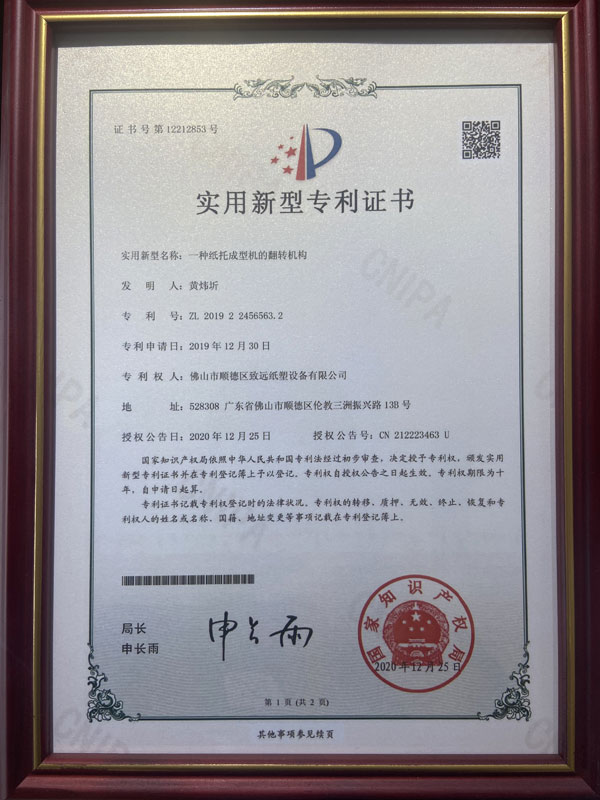 证书号第12212853号
实用新型专利证书
实用新型名称：一种纸托成型机的翻转机构
发明人：黄炜圻
专利号：ZL 2019 2 2456563.2
专利申请日：2019年12月30日
专利权人：佛山市顺德区致远纸塑设备有限公司
地址：528308 广东省佛山市顺德区伦教三洲振兴路13B号
授权公告日：2020年12月25日 授权公告号：CN 212223463 U
国家知识产权局依照中华人民共和国专利法经过初步审查，决定授予专利权，颁发实用
新型专利证书并在专利登记簿上予以登记。专利权自授权公告之日起生效。专利权期限为十
年，自申请日起算。
专利证书记载专利权登记时的法律状况。专利权的转移、质押、无效、终止、恢复和专
利权人的姓名或名称、国籍、地址变更等事项记载在专利登记簿上。
局长
申长雨
申长雨
国家知识产权局
2020年12月25日
第1页(共2页)
其他事项参见续页
CNIPA
CNIPA
CNIPA
CNIPA